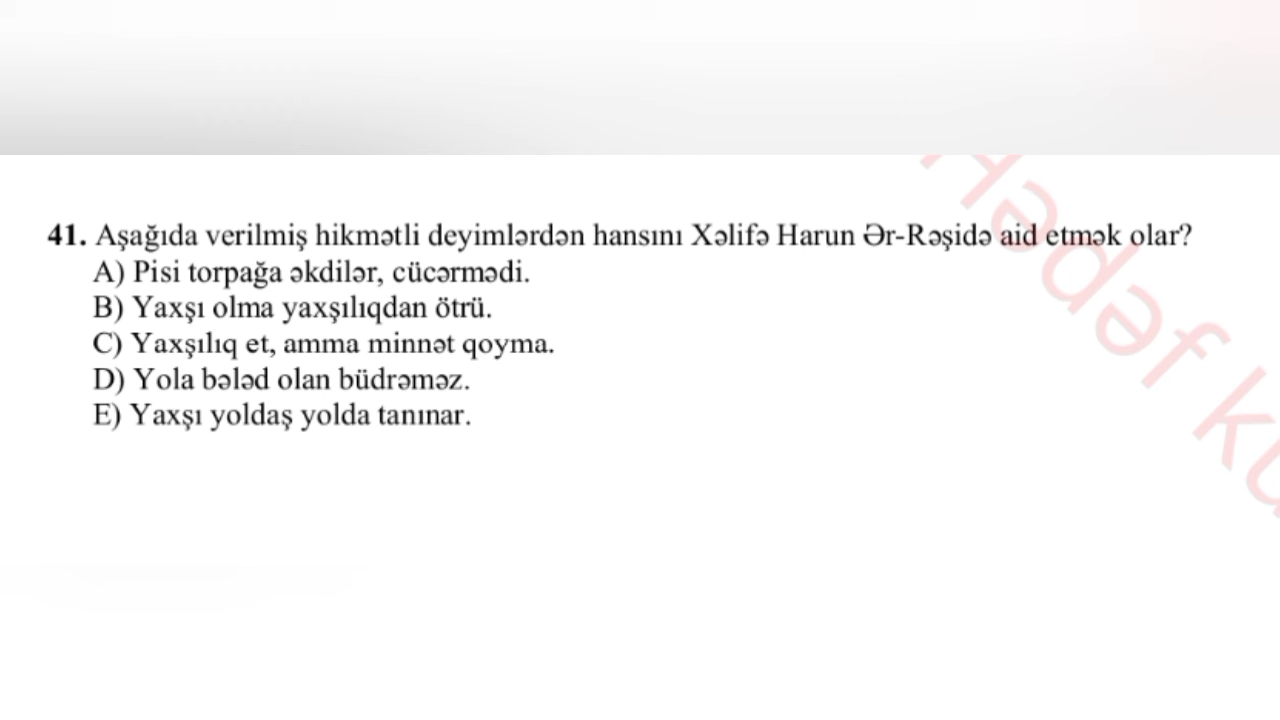 41. Aşağıda verilmiş hikmətli deyimlərdən hansını Xəlifə Harun Ər-Rəşidə aid etmək olar?
A) Pisi torpağa əkdilər, cücərmədi.
B) Yaxşı olma yaxşılıqdan ötrü.
C) Yaxşılıq et, amma minnət qoyma.
D) Yola bələd olan büdrəməz.
E) Yaxşı yoldaş yolda tanınar.
Hədəf